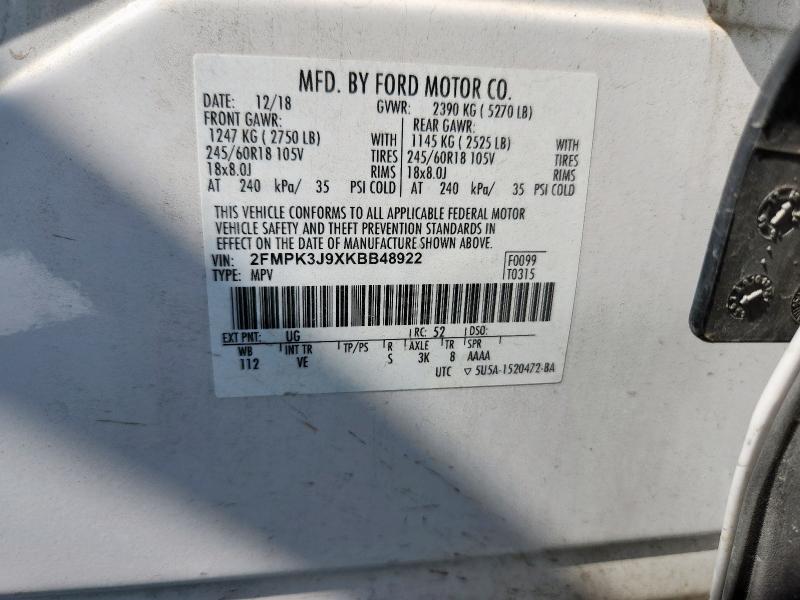 MFD. BY FORD MOTOR CO.
DATE: 12/18 GVWR: 2390 KG ( 5270 LB)
FRONT GAWR: REAR GAWR:
1247 KG ( 2750 LB) WITH 1145 KG ( 2525 LB) WITH
245/60R18 105V TIRES 245/60R18 105V TIRES
18x8.0J RIMS 18x8.0J RIMS
AT 240 kPa/ 35 PSI COLD AT 240 kPa/ 35 PSI COLD
THIS VEHICLE CONFORMS TO ALL APPLICABLE FEDERAL MOTOR
VEHICLE SAFETY AND THEFT PREVENTION STANDARDS IN
EFFECT ON THE DATE OF MANUFACTURE SHOWN ABOVE.
VIN: 2FMPK3J9XKBB48922 F0099
TYPE: MPV T0315
EXT PNT: UG RC: 52 DSO:
WB INT TR TP/PS R AXLE TR SPR
112 VE S 3K 8 AAAA
UTC ▽ 5U5A-1520472-BA